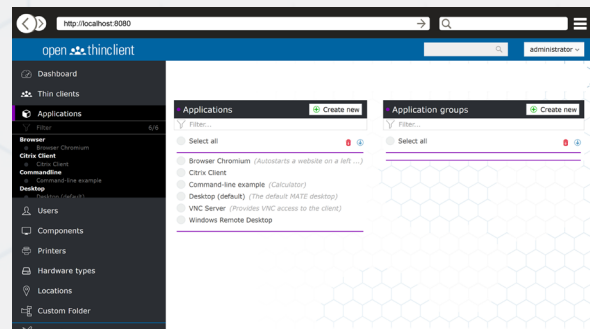 http://localhost:8080
open thinclient
administrator
Dashboard
Thin clients
Applications
Filter
6/6
Browser
Browser Chromium
Citrix Client
Citrix Client
Commandline
Command-line example
Desktop
Desktop (default)
Users
Components
Printers
Hardware types
Locations
Custom Folder
Applications
Create new
Filter...
Select all
Browser Chromium (Autostarts a website on a left ...)
Citrix Client
Command-line example (Calculator)
Desktop (default) (The default MATE desktop)
VNC Server (Provides VNC access to the client)
Windows Remote Desktop
Application groups
Create new
Filter...
Select all